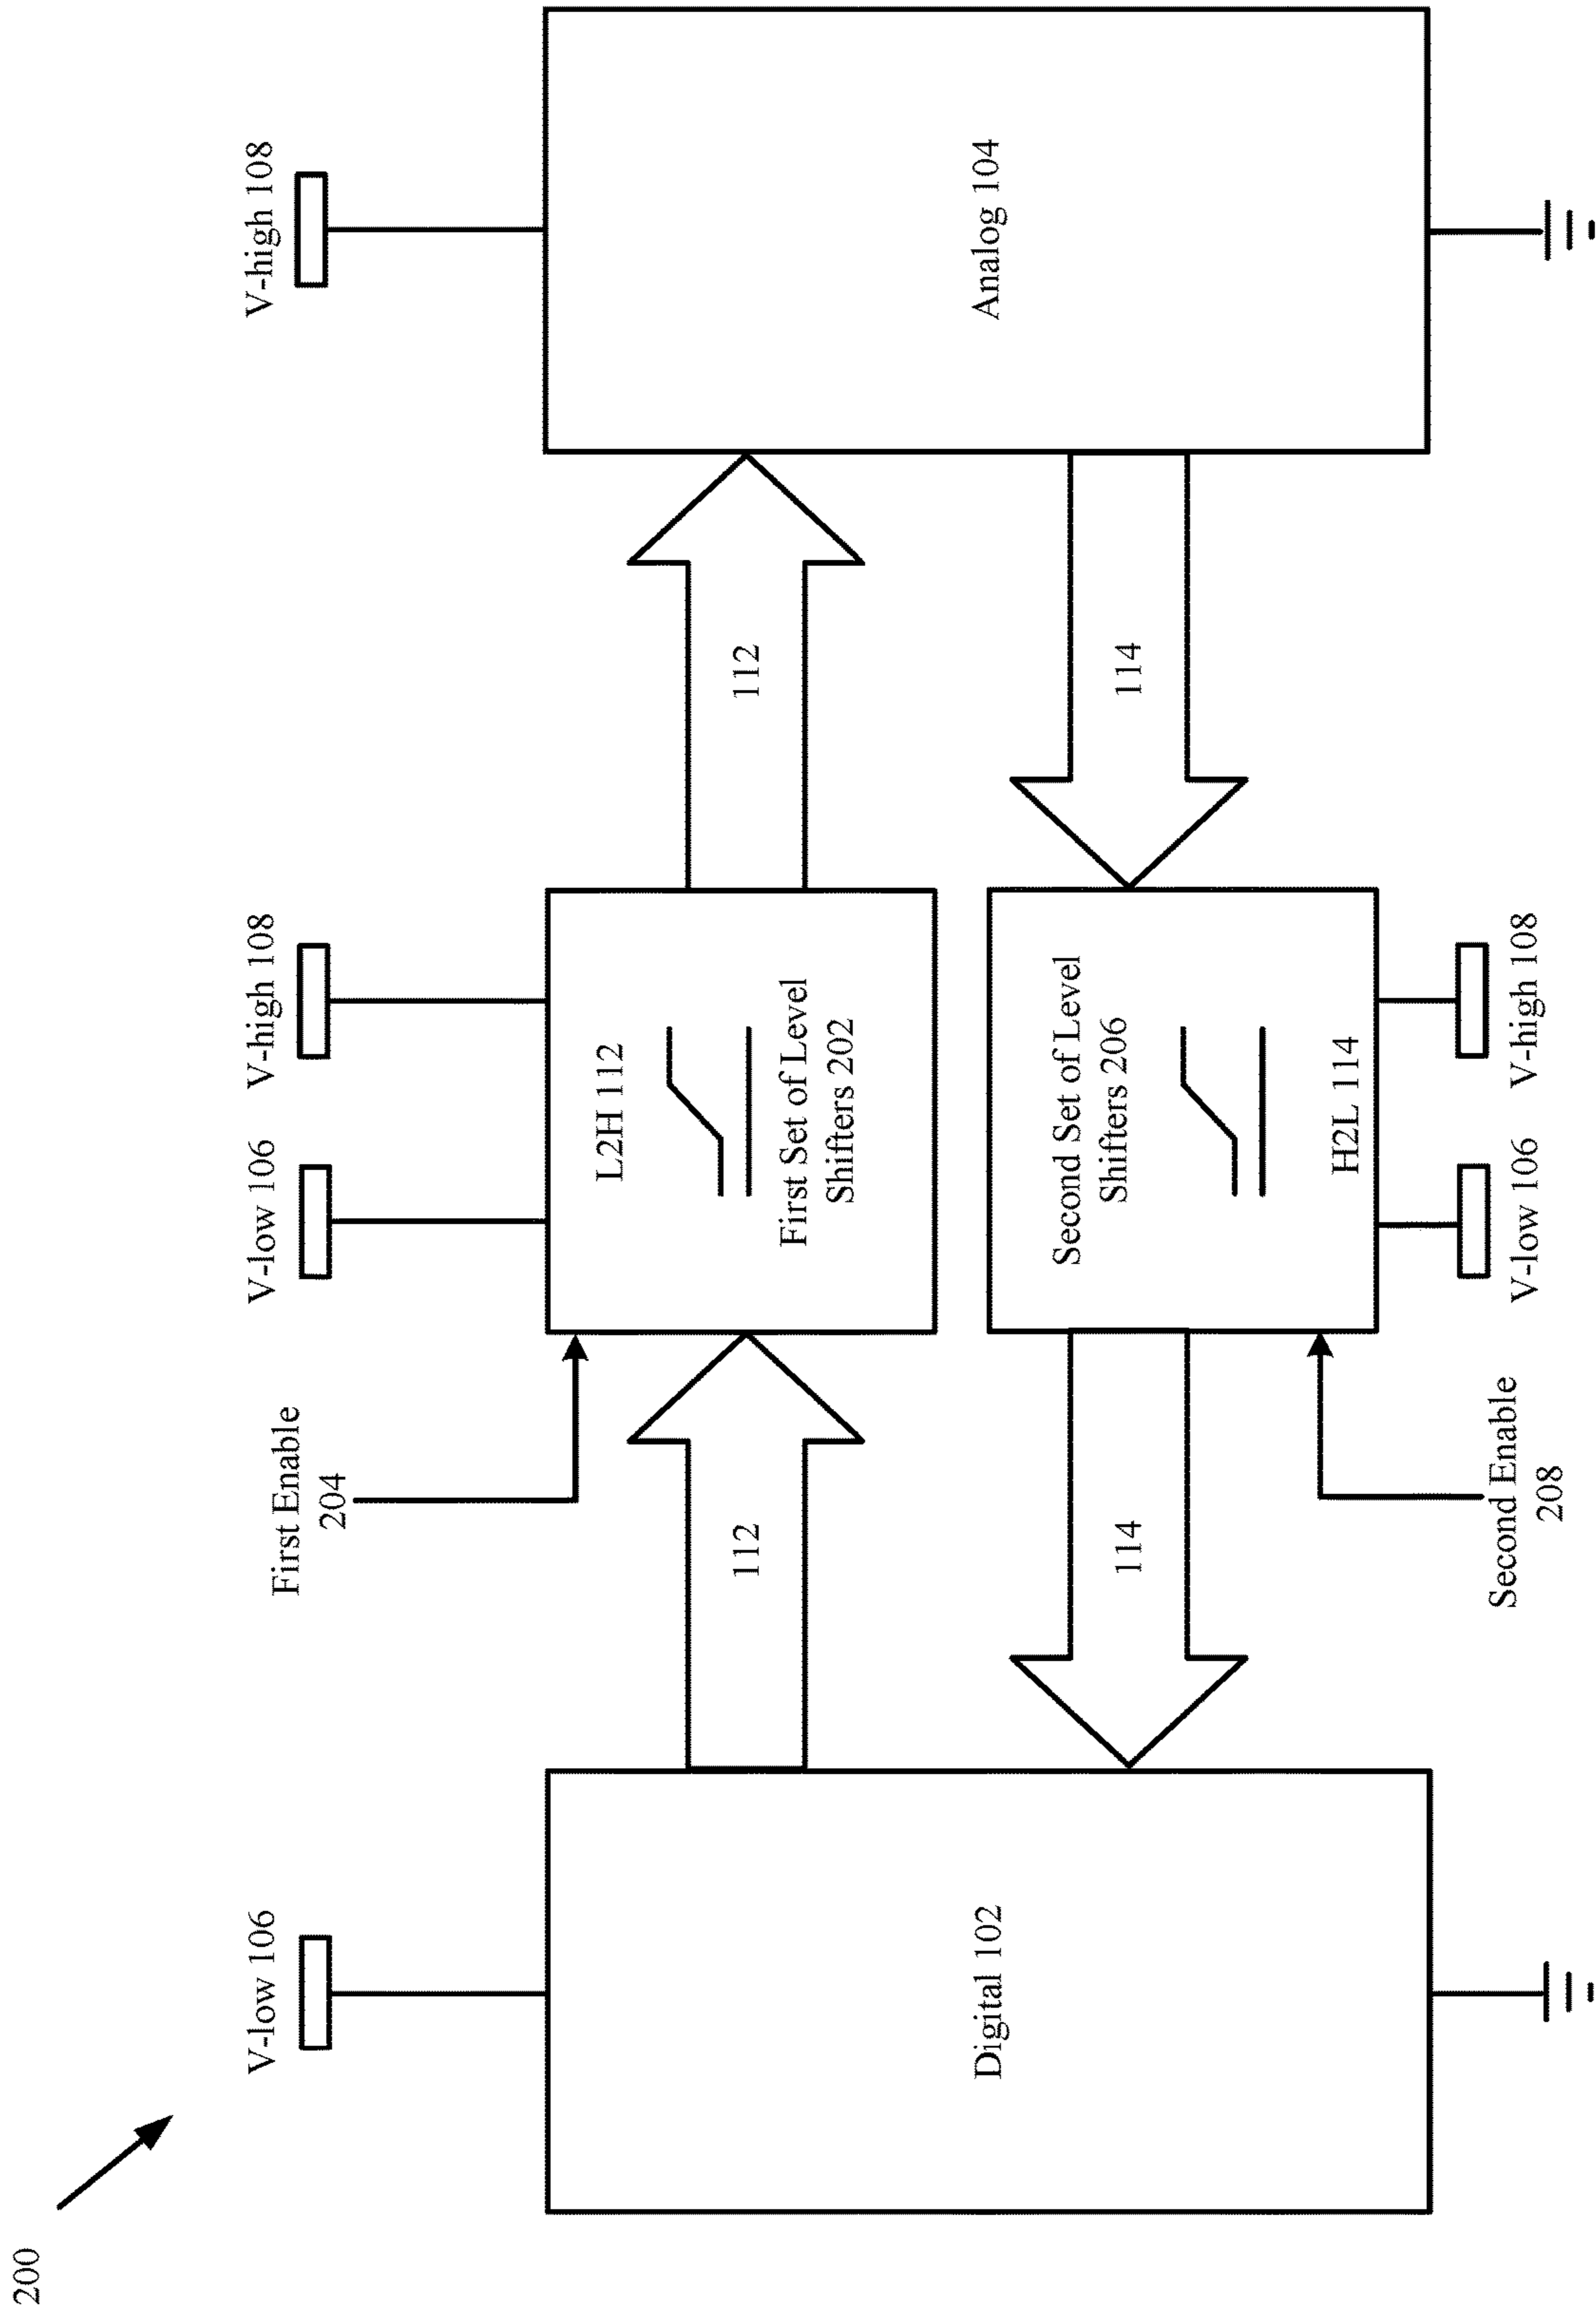 200
V-low 106
V-low 106
V-high 108
V-high 108
First Enable
204
L2H 112
112
112
First Set of Level
Shifters 202
Digital 102
Analog 104
Second Set of Level
Shifters 206
114
114
H2L 114
Second Enable
208
V-low 106
V-high 108